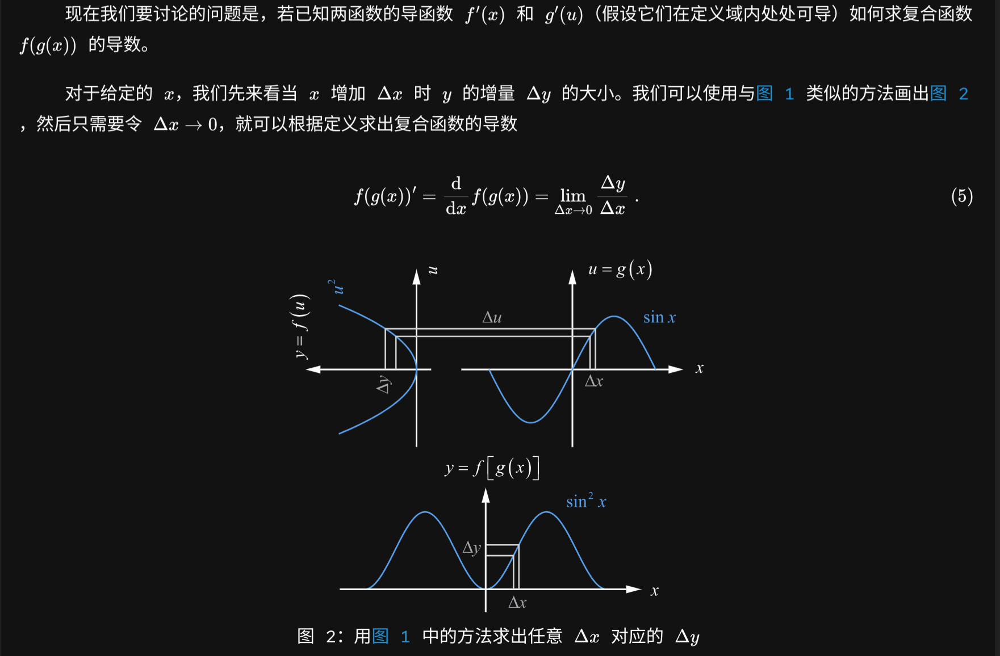 现在我们要讨论的问题是，若已知两函数的导函数 f′(x) 和 g′(u)（假设它们在定义域内处处可导）如何求复合函数
f(g(x)) 的导数。
对于给定的 x，我们先来看当 x 增加 Δx 时 y 的增量 Δy 的大小。我们可以使用与图 1 类似的方法画出图 2
，然后只需要令 Δx → 0，就可以根据定义求出复合函数的导数
f(g(x))′ = d/dx f(g(x)) = lim Δx→0 Δy/Δx . (5)
y = f(u)
u²
u
u = g(x)
Δu
sin x
x
Δy
Δx
y = f[g(x)]
sin² x
Δy
x
Δx
图 2：用图 1 中的方法求出任意 Δx 对应的 Δy